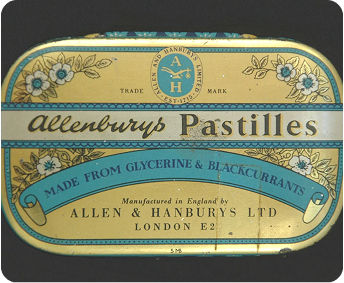 ALLEN AND HANBURYS LIMITED
A
H
EST. 1715
TRADE MARK
Allenburys Pastilles
MADE FROM GLYCERINE & BLACKCURRANTS
Manufactured in England by
ALLEN & HANBURYS LTD
LONDON E2